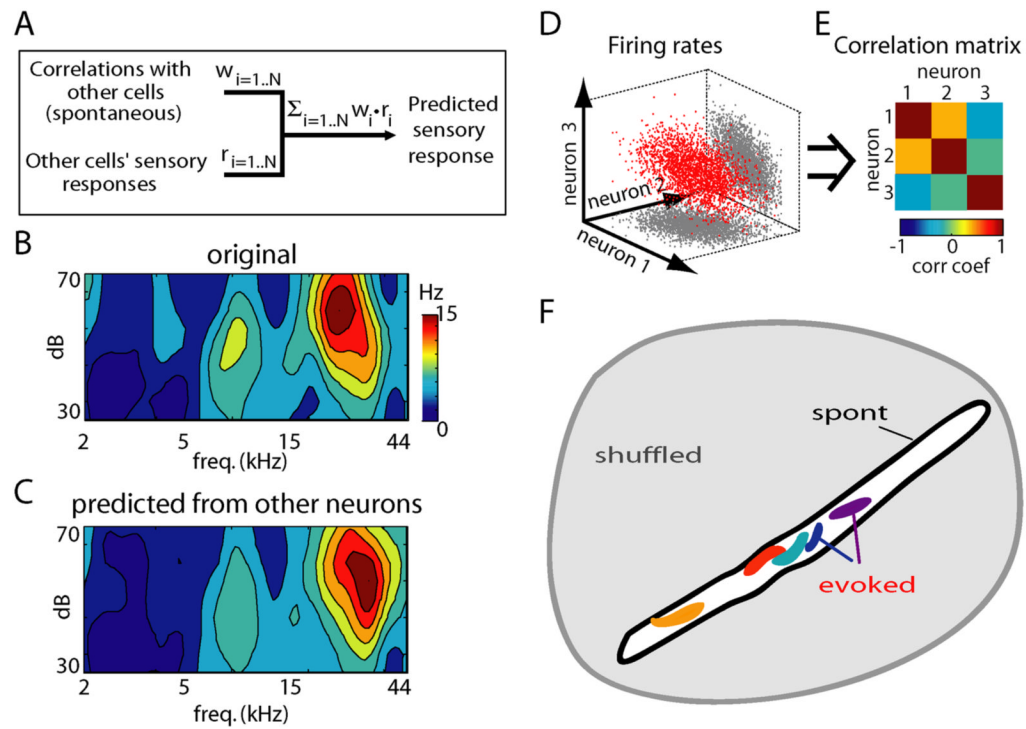 A
Correlations with
other cells
(spontaneous)
w i=1..N
Σ i=1..N w i • r i
Predicted
sensory
response
Other cells' sensory
responses
r i=1..N
B
original
70
dB
30
2 5 15 44
freq. (kHz)
Hz
15
0
C
predicted from other neurons
70
dB
30
2 5 15 44
freq. (kHz)
D
Firing rates
neuron 3
neuron 2
neuron 1
E
Correlation matrix
neuron
1 2 3
neuron
1
2
3
-1 0 1
corr coef
F
shuffled
spont
evoked